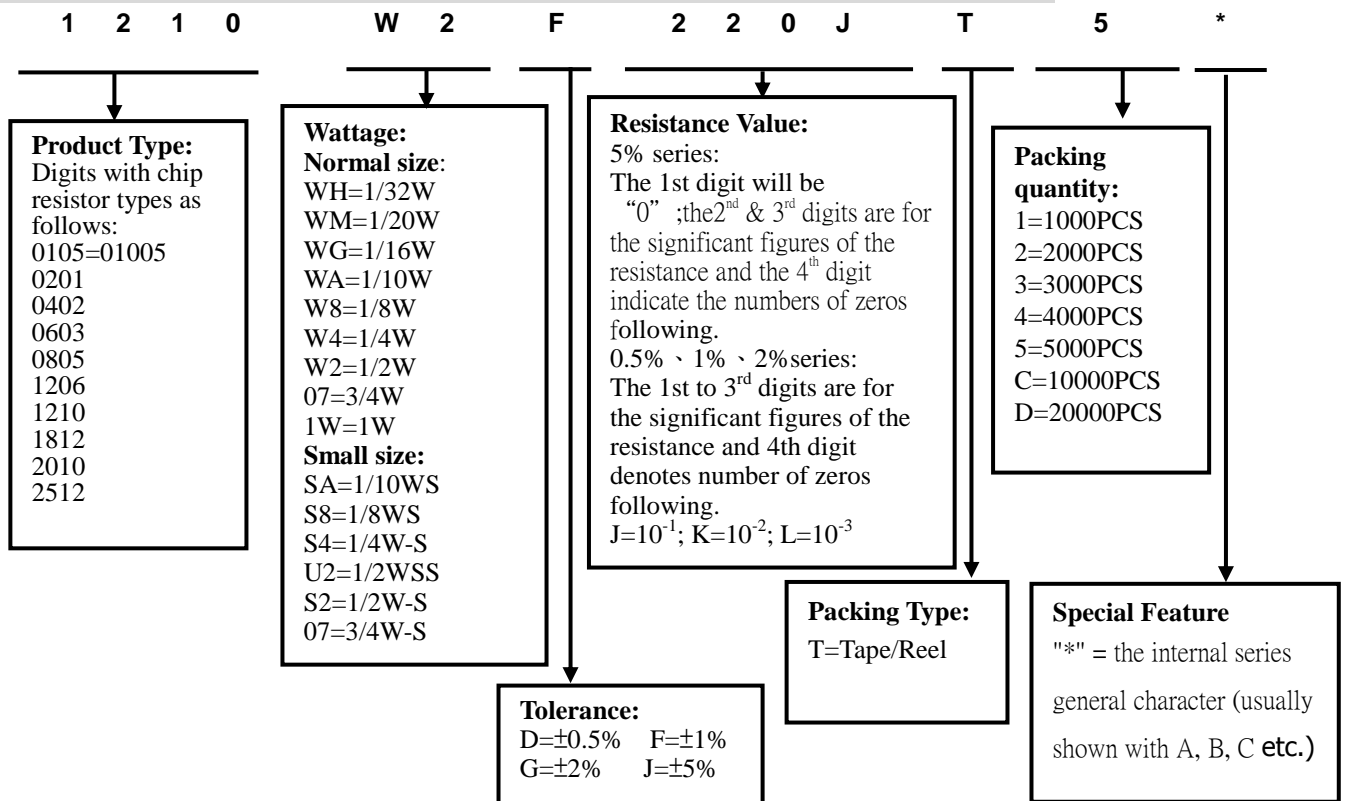 1 2 1 0 W 2 F 2 2 0 J T 5 *
Product Type:
Digits with chip
resistor types as
follows:
0105=01005
0201
0402
0603
0805
1206
1210
1812
2010
2512
Wattage:
Normal size:
WH=1/32W
WM=1/20W
WG=1/16W
WA=1/10W
W8=1/8W
W4=1/4W
W2=1/2W
07=3/4W
1W=1W
Small size:
SA=1/10WS
S8=1/8WS
S4=1/4W-S
U2=1/2WSS
S2=1/2W-S
07=3/4W-S
Tolerance:
D=±0.5% F=±1%
G=±2% J=±5%
Resistance Value:
5% series:
The 1st digit will be
“0” ;the2nd & 3rd digits are for
the significant figures of the
resistance and the 4th digit
indicate the numbers of zeros
following.
0.5%、1%、2%series:
The 1st to 3rd digits are for
the significant figures of the
resistance and 4th digit
denotes number of zeros
following.
J=10-1; K=10-2; L=10-3
Packing Type:
T=Tape/Reel
Packing
quantity:
1=1000PCS
2=2000PCS
3=3000PCS
4=4000PCS
5=5000PCS
C=10000PCS
D=20000PCS
Special Feature
"*" = the internal series
general character (usually
shown with A, B, C etc.)